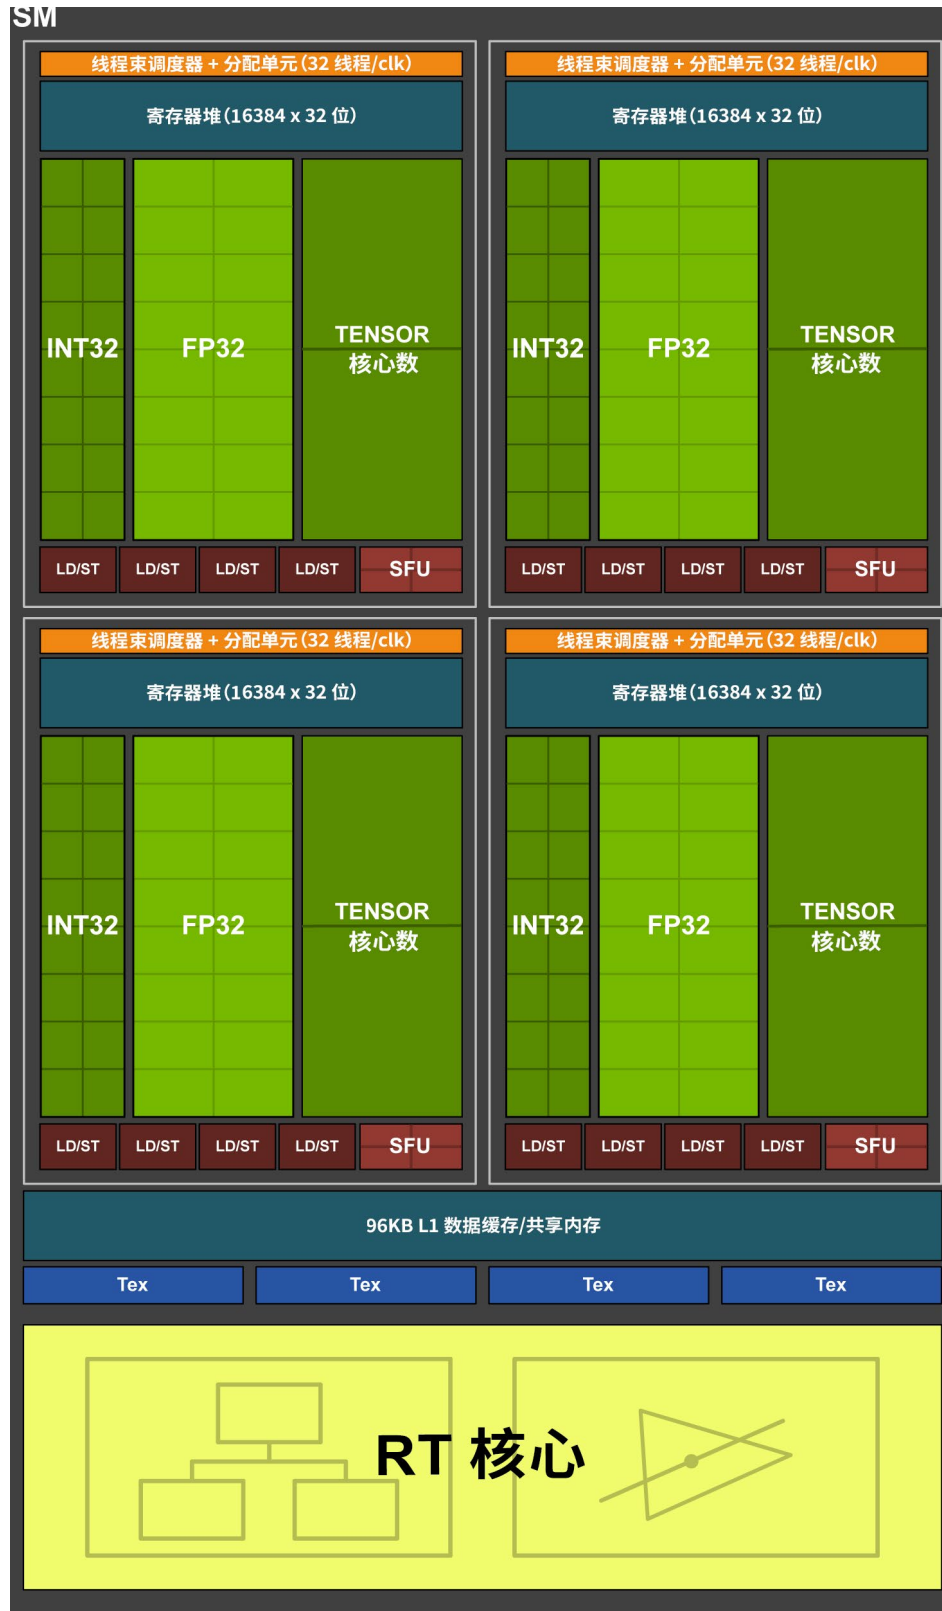 SM
线程束调度器 + 分配单元(32 线程/clk)
线程束调度器 + 分配单元(32 线程/clk)
寄存器堆(16384 x 32 位)
寄存器堆(16384 x 32 位)
INT32
FP32
TENSOR
核心数
INT32
FP32
TENSOR
核心数
LD/ST
LD/ST
LD/ST
LD/ST
SFU
LD/ST
LD/ST
LD/ST
LD/ST
SFU
线程束调度器 + 分配单元(32 线程/clk)
线程束调度器 + 分配单元(32 线程/clk)
寄存器堆(16384 x 32 位)
寄存器堆(16384 x 32 位)
INT32
FP32
TENSOR
核心数
INT32
FP32
TENSOR
核心数
LD/ST
LD/ST
LD/ST
LD/ST
SFU
LD/ST
LD/ST
LD/ST
LD/ST
SFU
96KB L1 数据缓存/共享内存
Tex
Tex
Tex
Tex
RT 核心